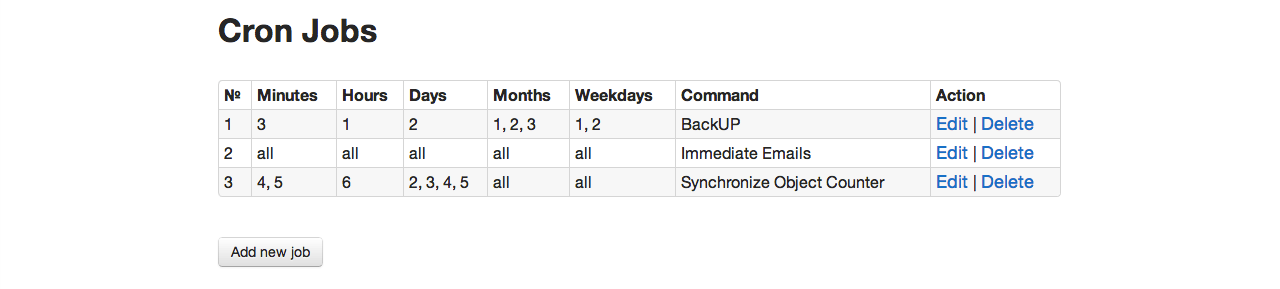 Cron Jobs
№ Minutes Hours Days Months Weekdays Command Action
1 3 1 2 1, 2, 3 1, 2 BackUP Edit | Delete
2 all all all all all Immediate Emails Edit | Delete
3 4, 5 6 2, 3, 4, 5 all all Synchronize Object Counter Edit | Delete
Add new job